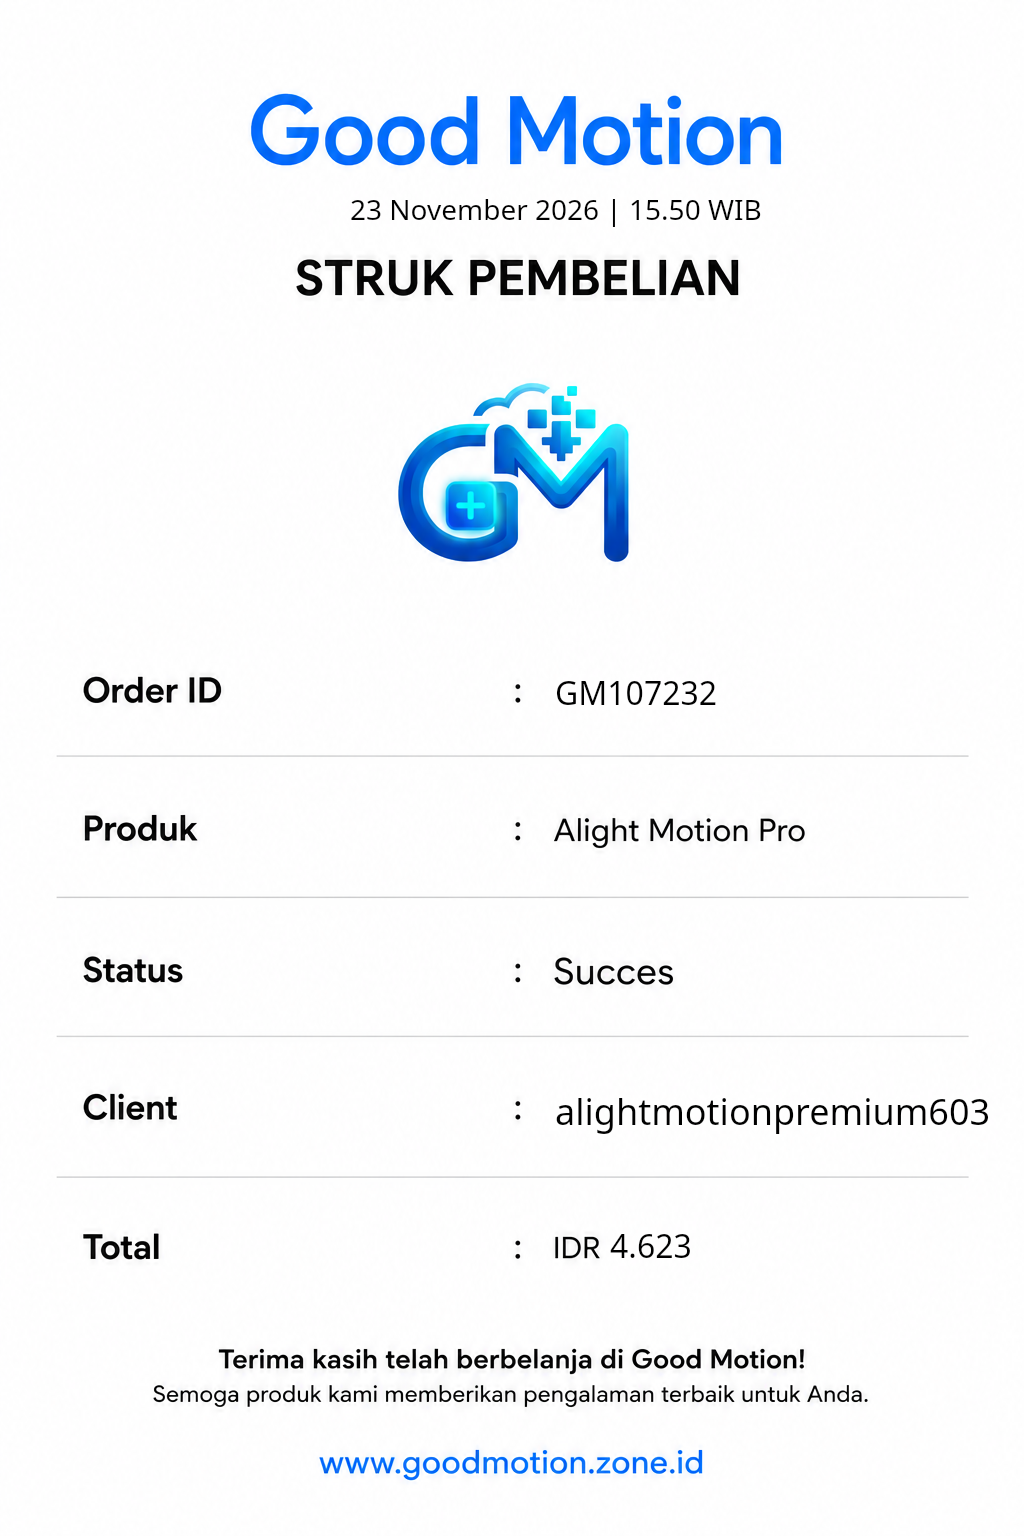 Good Motion
23 November 2026 | 15.50 WIB
STRUK PEMBELIAN
GM
Order ID : GM107232
Produk : Alight Motion Pro
Status : Succes
Client : alightmotionpremium603
Total : IDR 4.623
Terima kasih telah berbelanja di Good Motion!
Semoga produk kami memberikan pengalaman terbaik untuk Anda.
www.goodmotion.zone.id